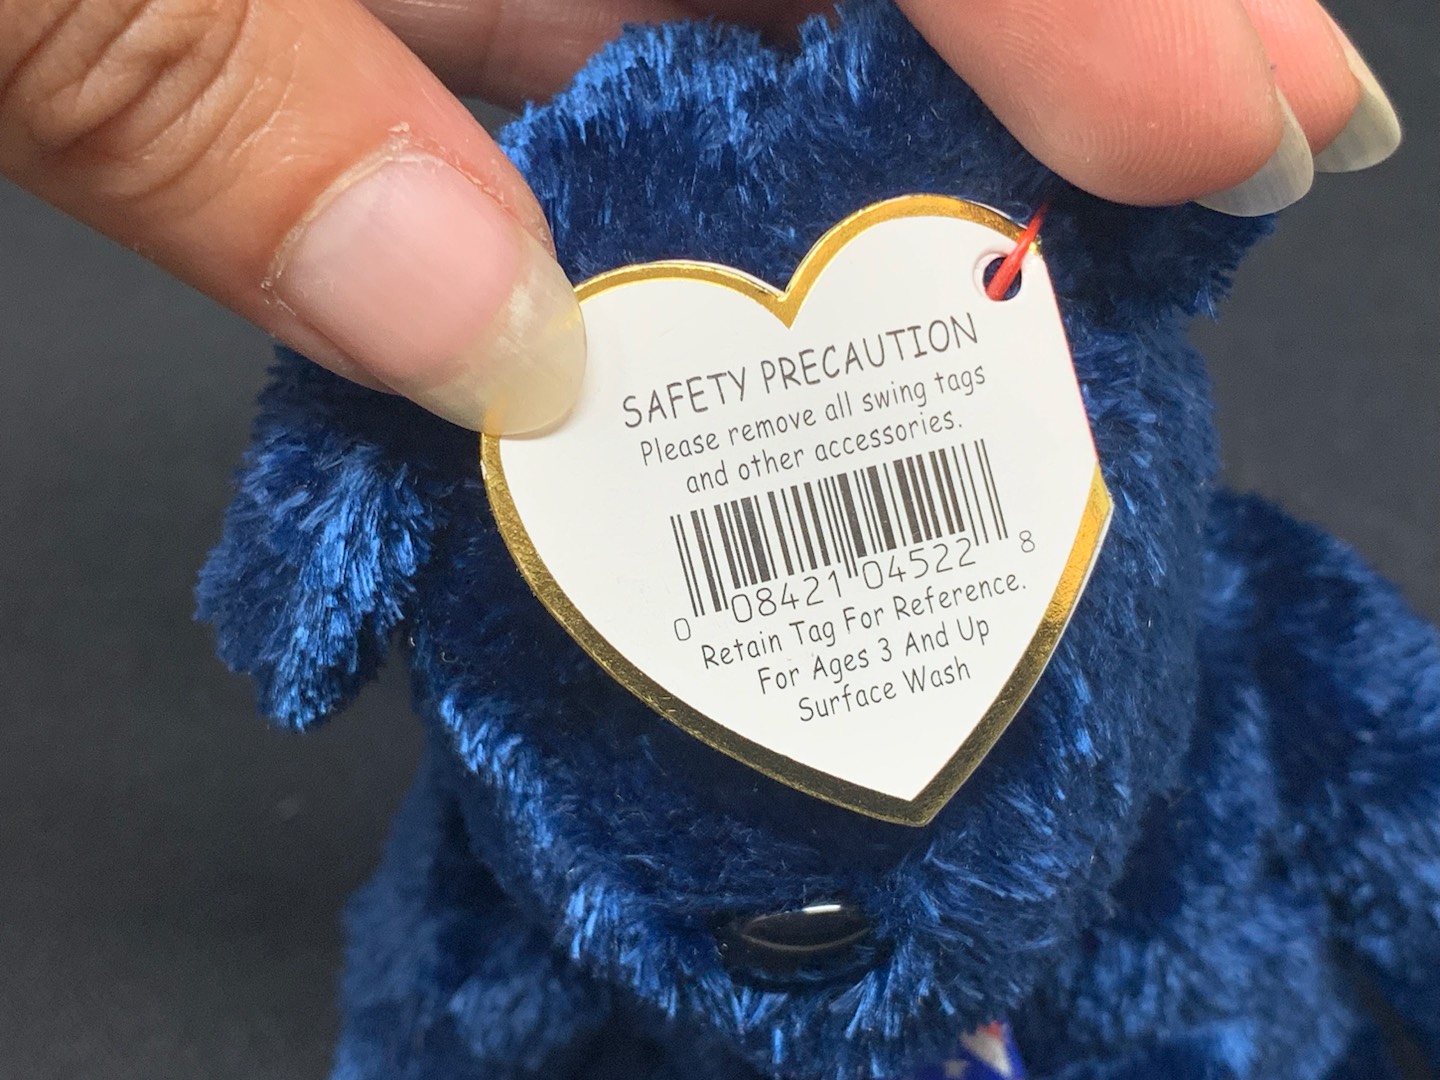 SAFETY PRECAUTION
Please remove all swing tags
and other accessories.
0 08421 04522 8
Retain Tag For Reference.
For Ages 3 And Up
Surface Wash